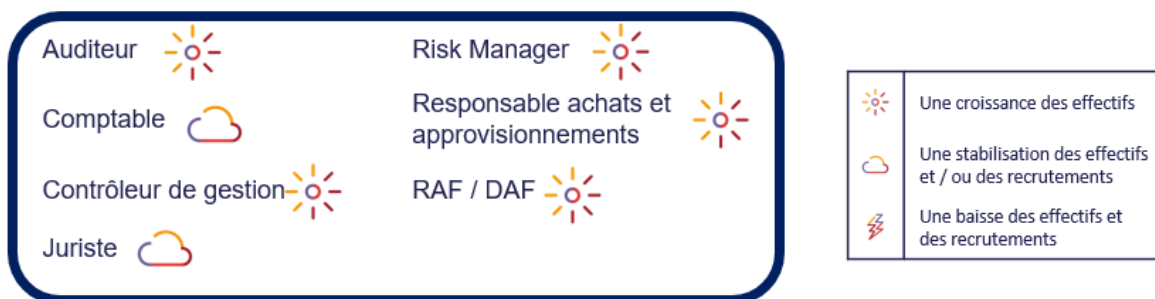 Auditeur
Comptable
Contrôleur de gestion
Juriste
Risk Manager
Responsable achats et
approvisionnements
RAF / DAF
Une croissance des effectifs
Une stabilisation des effectifs
et / ou des recrutements
Une baisse des effectifs et
des recrutements